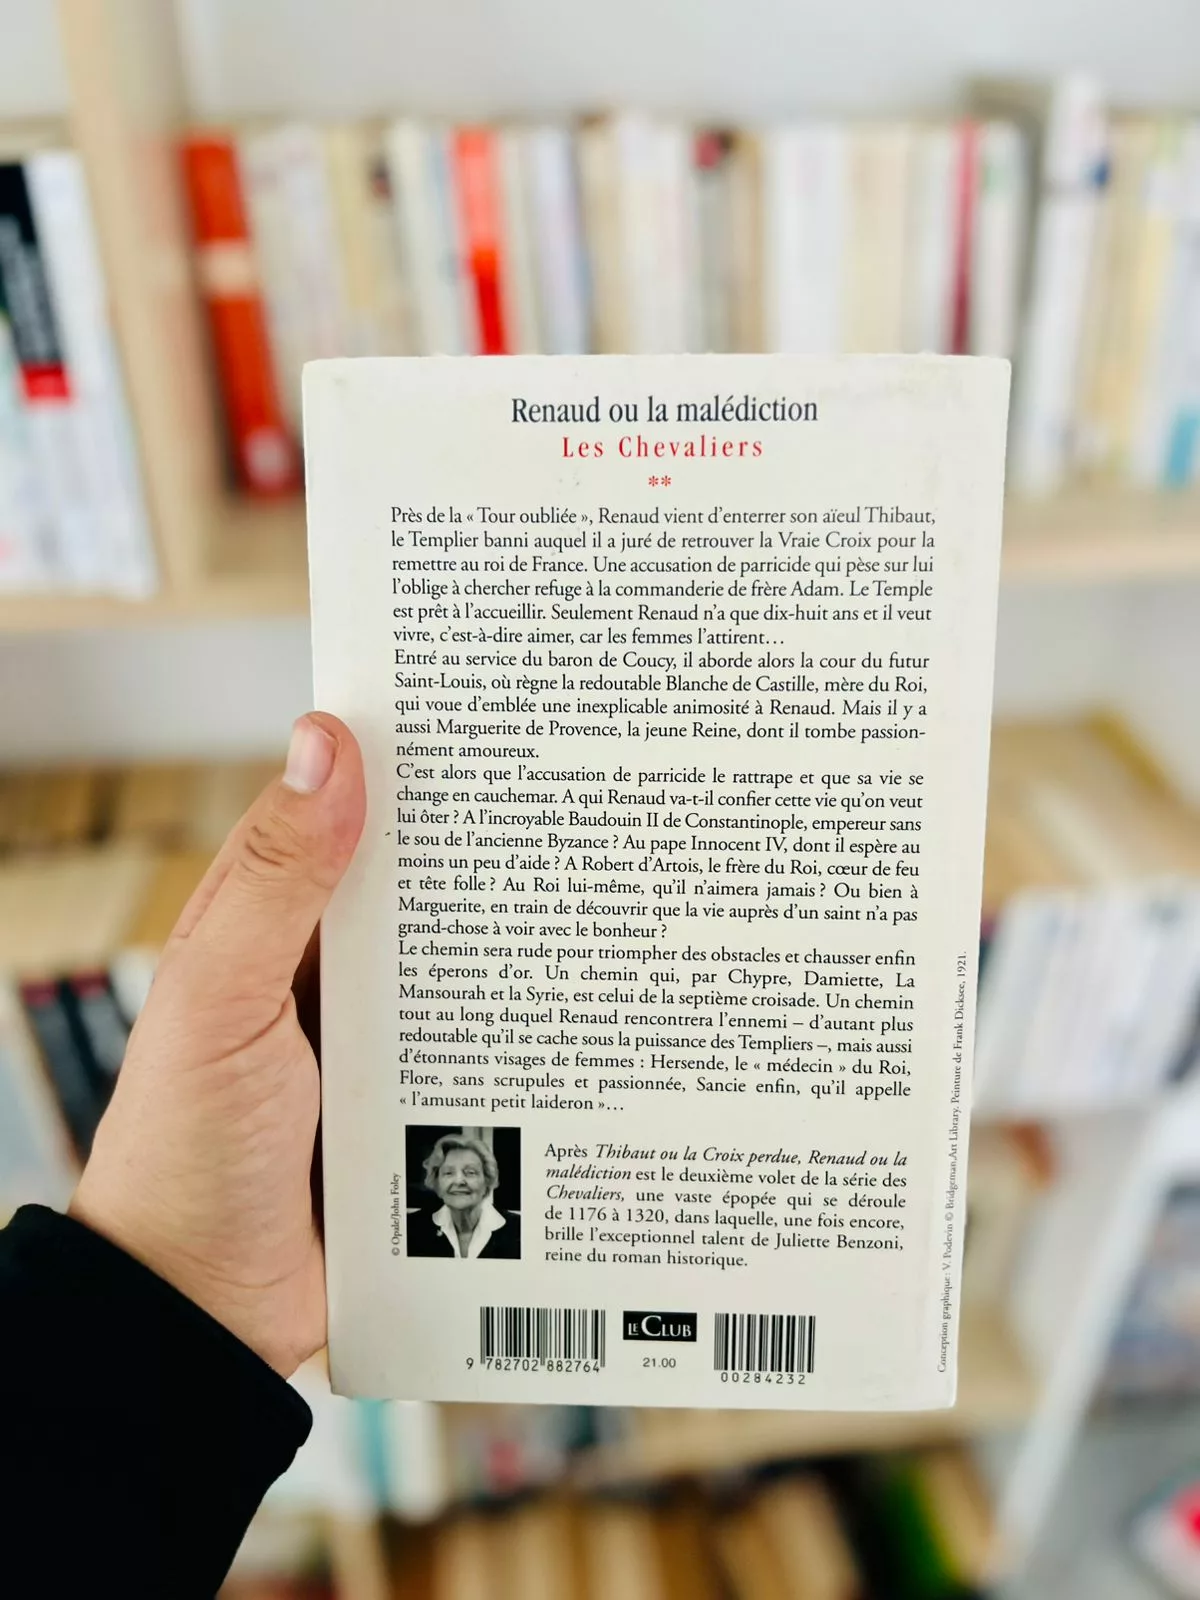 Renaud ou la malédiction
Les Chevaliers
**
Près de la « Tour oubliée », Renaud vient d'enterrer son aïeul Thibaut,
le Templier banni auquel il a juré de retrouver la Vraie Croix pour la
remettre au roi de France. Une accusation de parricide qui pèse sur lui
l'oblige à chercher refuge à la commanderie de frère Adam. Le Temple
est prêt à l'accueillir. Seulement Renaud n'a que dix-huit ans et il veut
vivre, c'est-à-dire aimer, car les femmes l'attirent…
Entré au service du baron de Coucy, il aborde alors la cour du futur
Saint-Louis, où règne la redoutable Blanche de Castille, mère du Roi,
qui voue d'emblée une inexplicable animosité à Renaud. Mais il y a
aussi Marguerite de Provence, la jeune Reine, dont il tombe passion-
nément amoureux.
C'est alors que l'accusation de parricide le rattrape et que sa vie se
change en cauchemar. A qui Renaud va-t-il confier cette vie qu'on veut
lui ôter ? A l'incroyable Baudouin II de Constantinople, empereur sans
le sou de l'ancienne Byzance ? Au pape Innocent IV, dont il espère au
moins un peu d'aide ? A Robert d'Artois, le frère du Roi, cœur de feu
et tête folle ? Au Roi lui-même, qu'il n'aimera jamais ? Ou bien à
Marguerite, en train de découvrir que la vie auprès d'un saint n'a pas
grand-chose à voir avec le bonheur ?
Le chemin sera rude pour triompher des obstacles et chausser enfin
les éperons d'or. Un chemin qui, par Chypre, Damiette, La
Mansourah et la Syrie, est celui de la septième croisade. Un chemin
tout au long duquel Renaud rencontrera l'ennemi – d'autant plus
redoutable qu'il se cache sous la puissance des Templiers –, mais aussi
d'étonnants visages de femmes : Hersende, le « médecin » du Roi,
Flore, sans scrupules et passionnée, Sancie enfin, qu'il appelle
« l'amusant petit laideron »…
© Opale/John Foley
Après Thibaut ou la Croix perdue, Renaud ou la
malédiction est le deuxième volet de la série des
Chevaliers, une vaste épopée qui se déroule
de 1176 à 1320, dans laquelle, une fois encore,
brille l'exceptionnel talent de Juliette Benzoni,
reine du roman historique.
Conception graphique : V. Podevin © Bridgeman Art Library. Peinture de Frank Dicksee, 1921.
LE CLUB
9 782702 882764
21.00
00284232